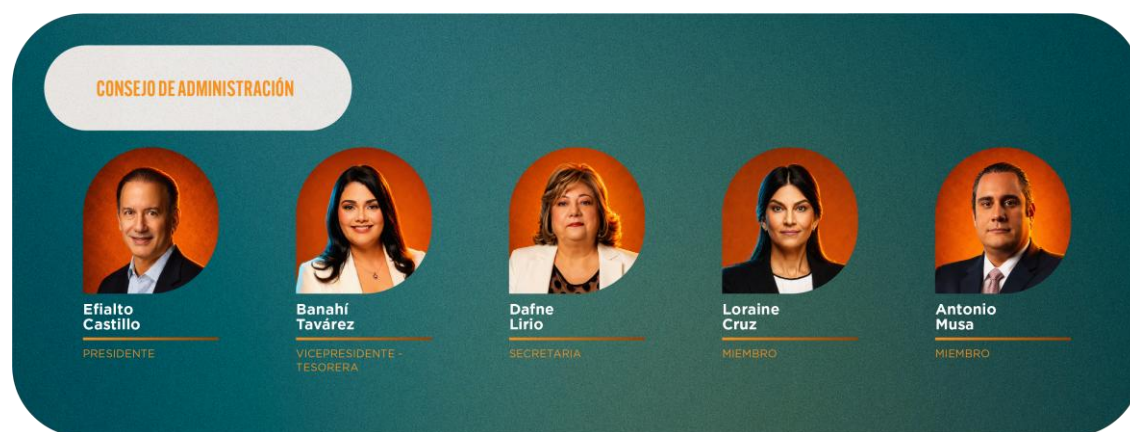 CONSEJO DE ADMINISTRACIÓN
Efialto
Castillo
PRESIDENTE
Banahí
Tavárez
VICEPRESIDENTE -
TESORERA
Dafne
Lirio
SECRETARIA
Loraine
Cruz
MIEMBRO
Antonio
Musa
MIEMBRO